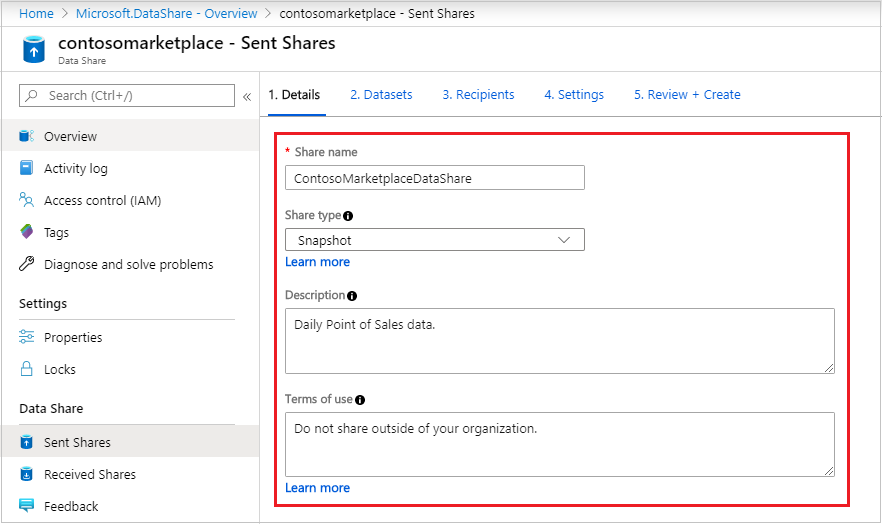 Home > Microsoft.DataShare - Overview > contosomarketplace - Sent Shares
contosomarketplace - Sent Shares
Data Share
Search (Ctrl+/)
«
Overview
Activity log
Access control (IAM)
Tags
Diagnose and solve problems
Settings
Properties
Locks
Data Share
Sent Shares
Received Shares
Feedback
1. Details 2. Datasets 3. Recipients 4. Settings 5. Review + Create
* Share name
ContosoMarketplaceDataShare
Share type
Snapshot
Learn more
Description
Daily Point of Sales data.
Terms of use
Do not share outside of your organization.
Learn more